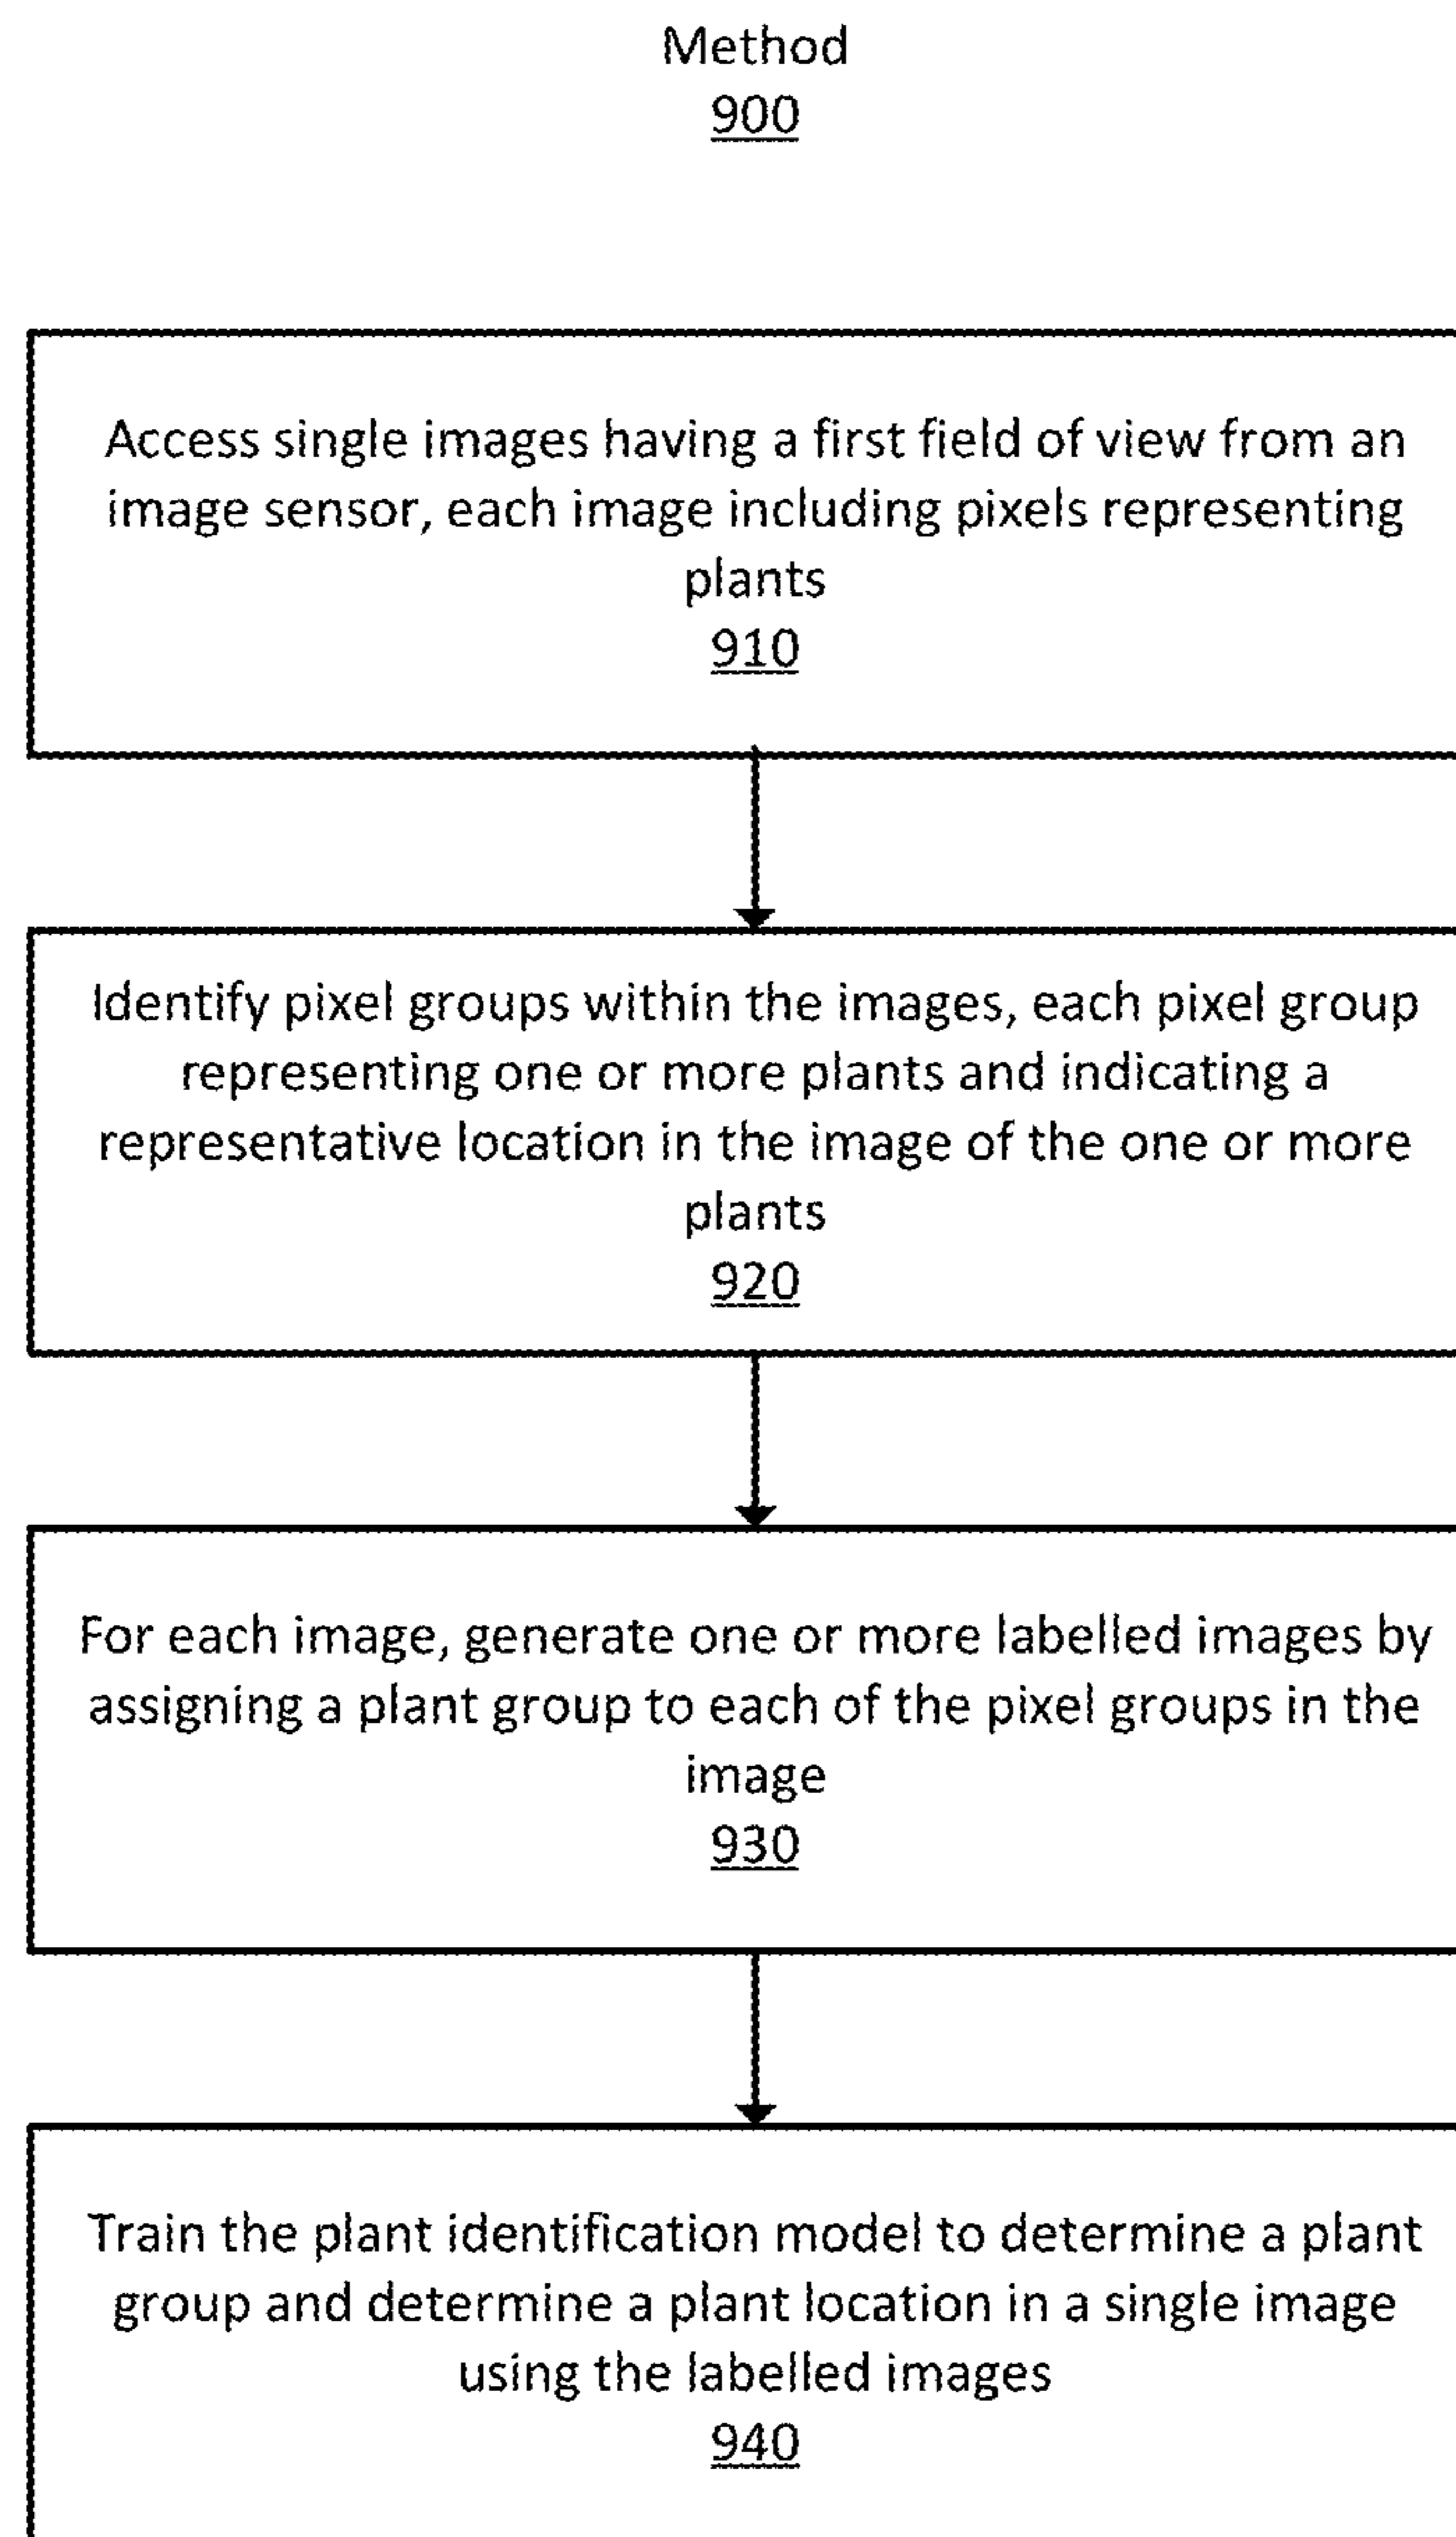 Method
900
Access single images having a first field of view from an
image sensor, each image including pixels representing
plants
910
Identify pixel groups within the images, each pixel group
representing one or more plants and indicating a
representative location in the image of the one or more
plants
920
For each image, generate one or more labelled images by
assigning a plant group to each of the pixel groups in the
image
930
Train the plant identification model to determine a plant
group and determine a plant location in a single image
using the labelled images
940